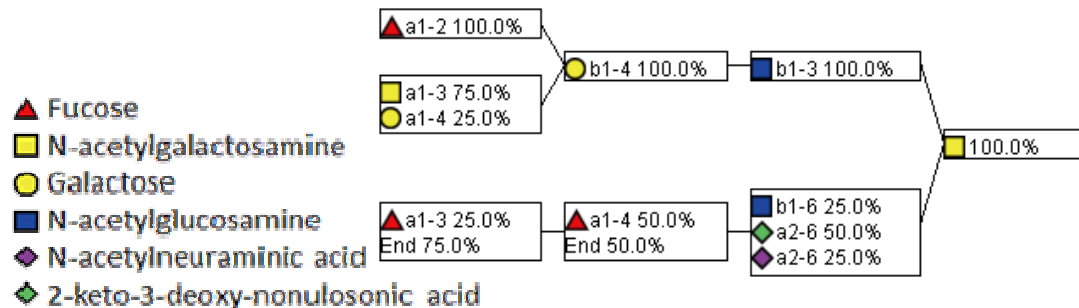 a1-2 100.0%
b1-4 100.0%
b1-3 100.0%
a1-3 75.0%
a1-4 25.0%
Fucose
N-acetylgalactosamine
100.0%
Galactose
N-acetylglucosamine
a1-3 25.0%
End 75.0%
a1-4 50.0%
End 50.0%
b1-6 25.0%
a2-6 50.0%
a2-6 25.0%
N-acetylneuraminic acid
2-keto-3-deoxy-nonulosonic acid